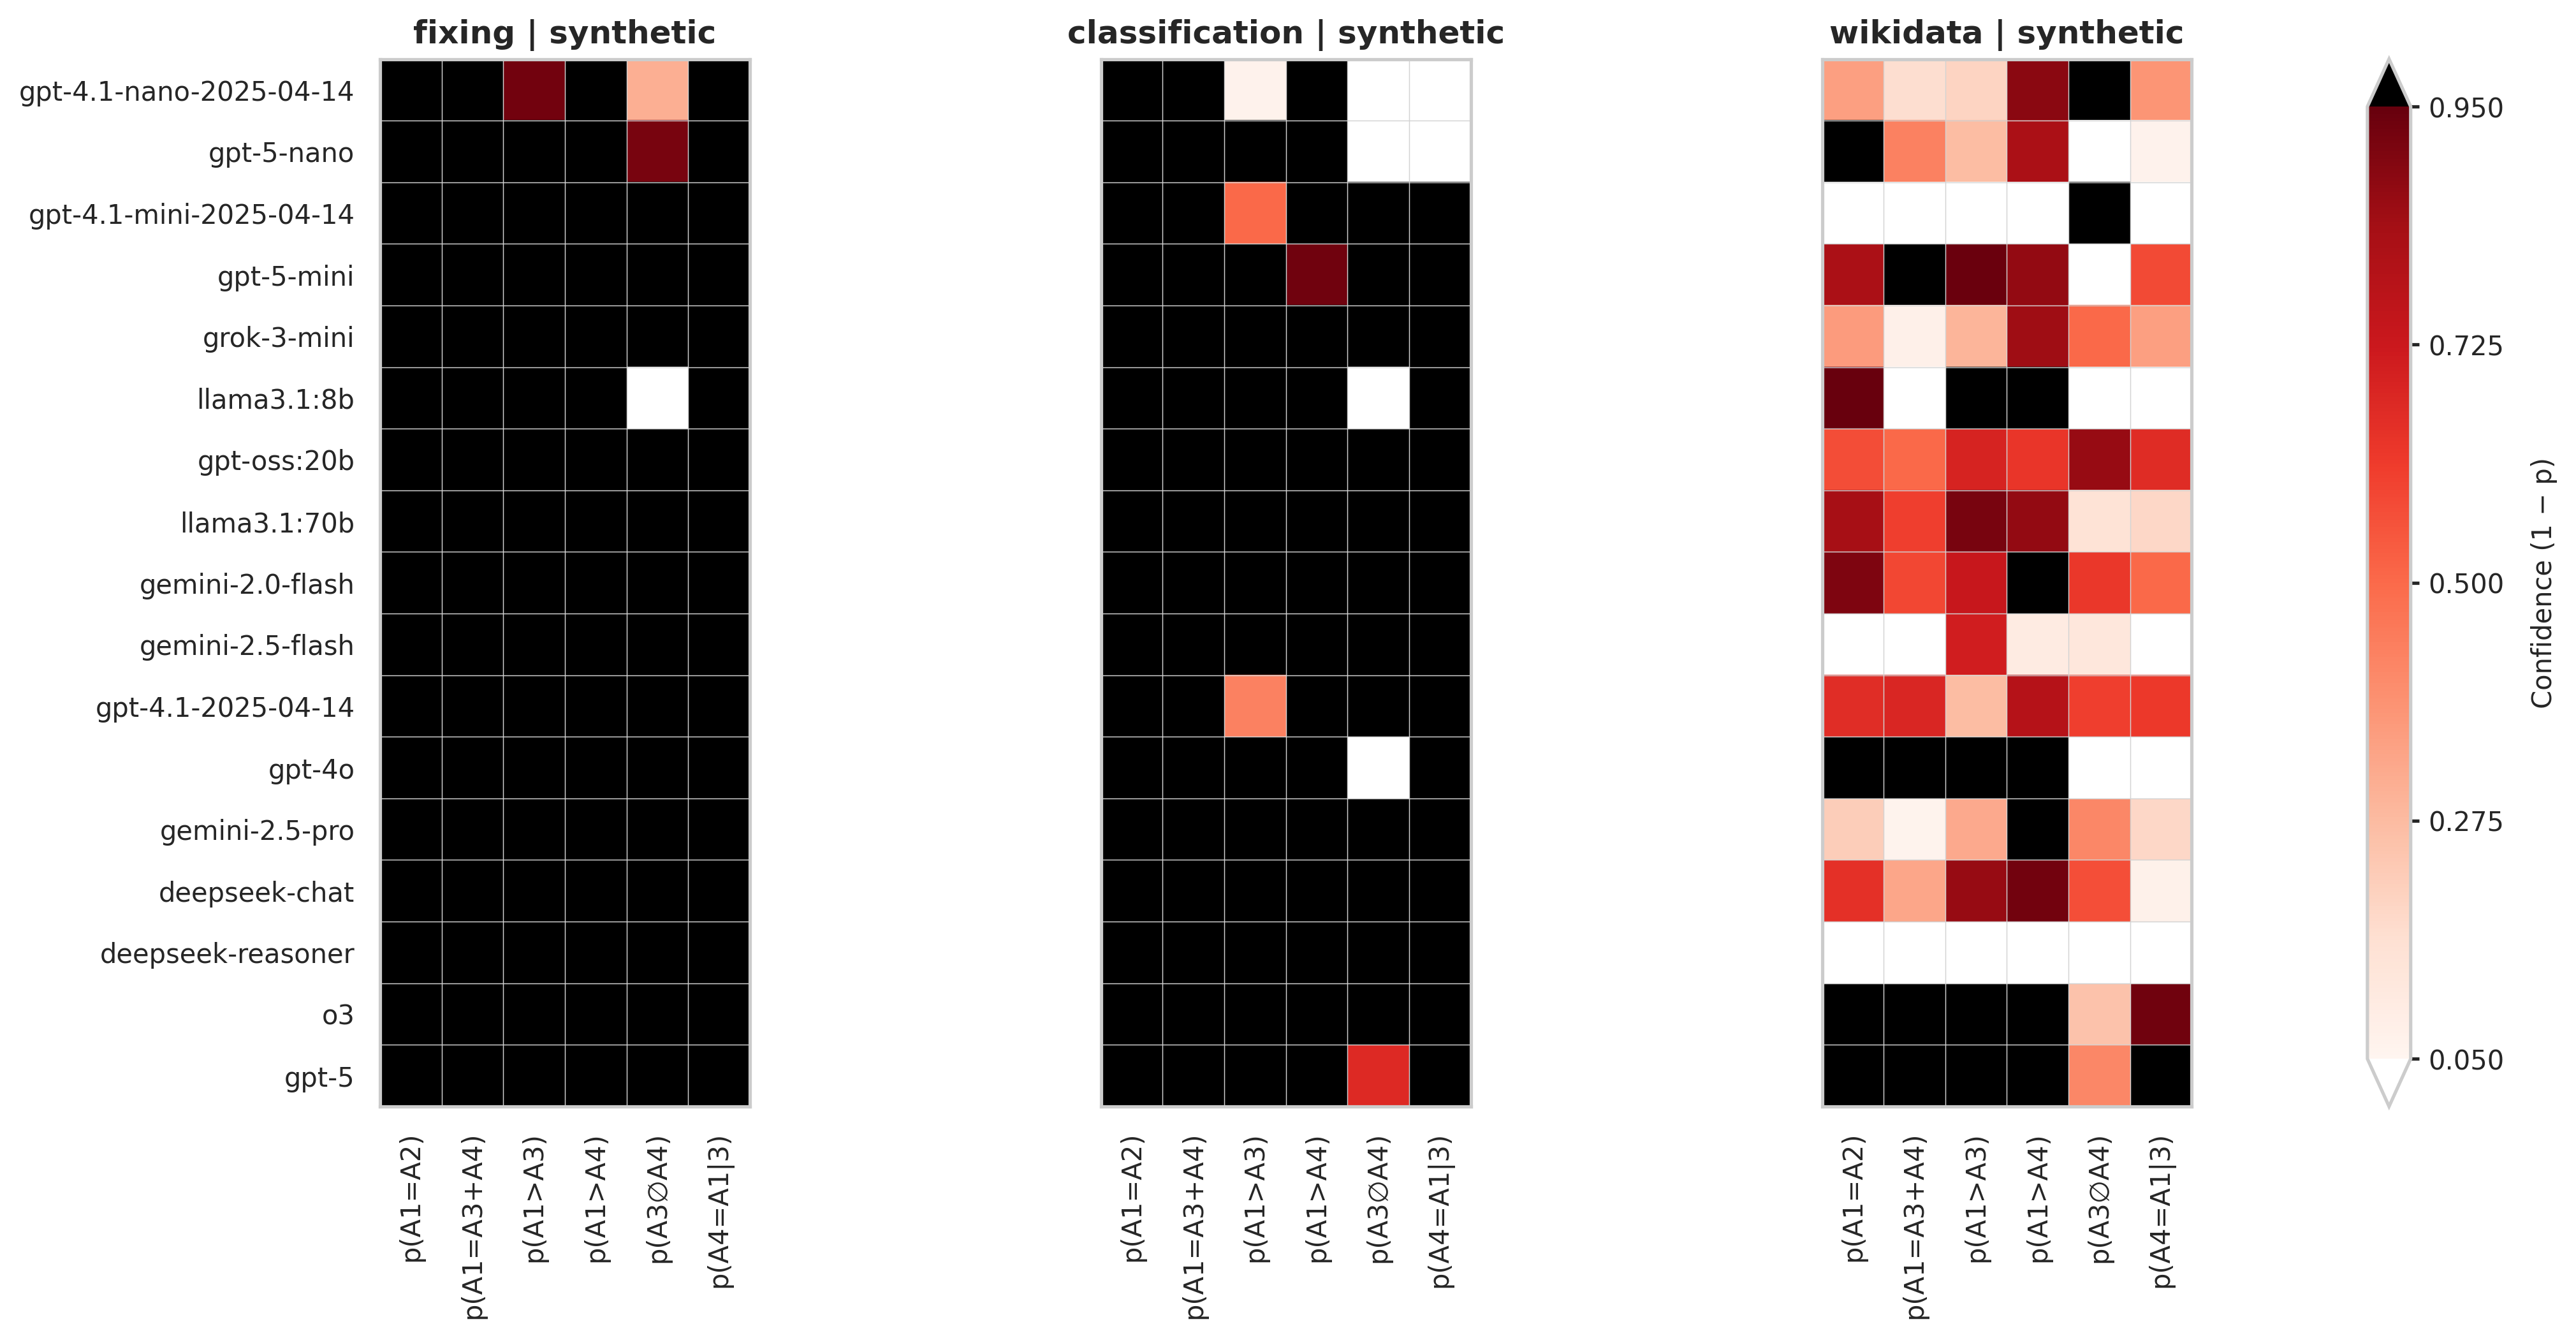 fixing | synthetic
classification | synthetic
wikidata | synthetic
gpt-4.1-nano-2025-04-14
gpt-5-nano
gpt-4.1-mini-2025-04-14
gpt-5-mini
grok-3-mini
llama3.1:8b
gpt-oss:20b
llama3.1:70b
gemini-2.0-flash
gemini-2.5-flash
gpt-4.1-2025-04-14
gpt-4o
gemini-2.5-pro
deepseek-chat
deepseek-reasoner
o3
gpt-5
p(A1=A2)
p(A1=A3+A4)
p(A1>A3)
p(A1>A4)
p(A3∅A4)
p(A4=A1|3)
p(A1=A2)
p(A1=A3+A4)
p(A1>A3)
p(A1>A4)
p(A3∅A4)
p(A4=A1|3)
p(A1=A2)
p(A1=A3+A4)
p(A1>A3)
p(A1>A4)
p(A3∅A4)
p(A4=A1|3)
0.950
0.725
0.500
0.275
0.050
Confidence (1 − p)